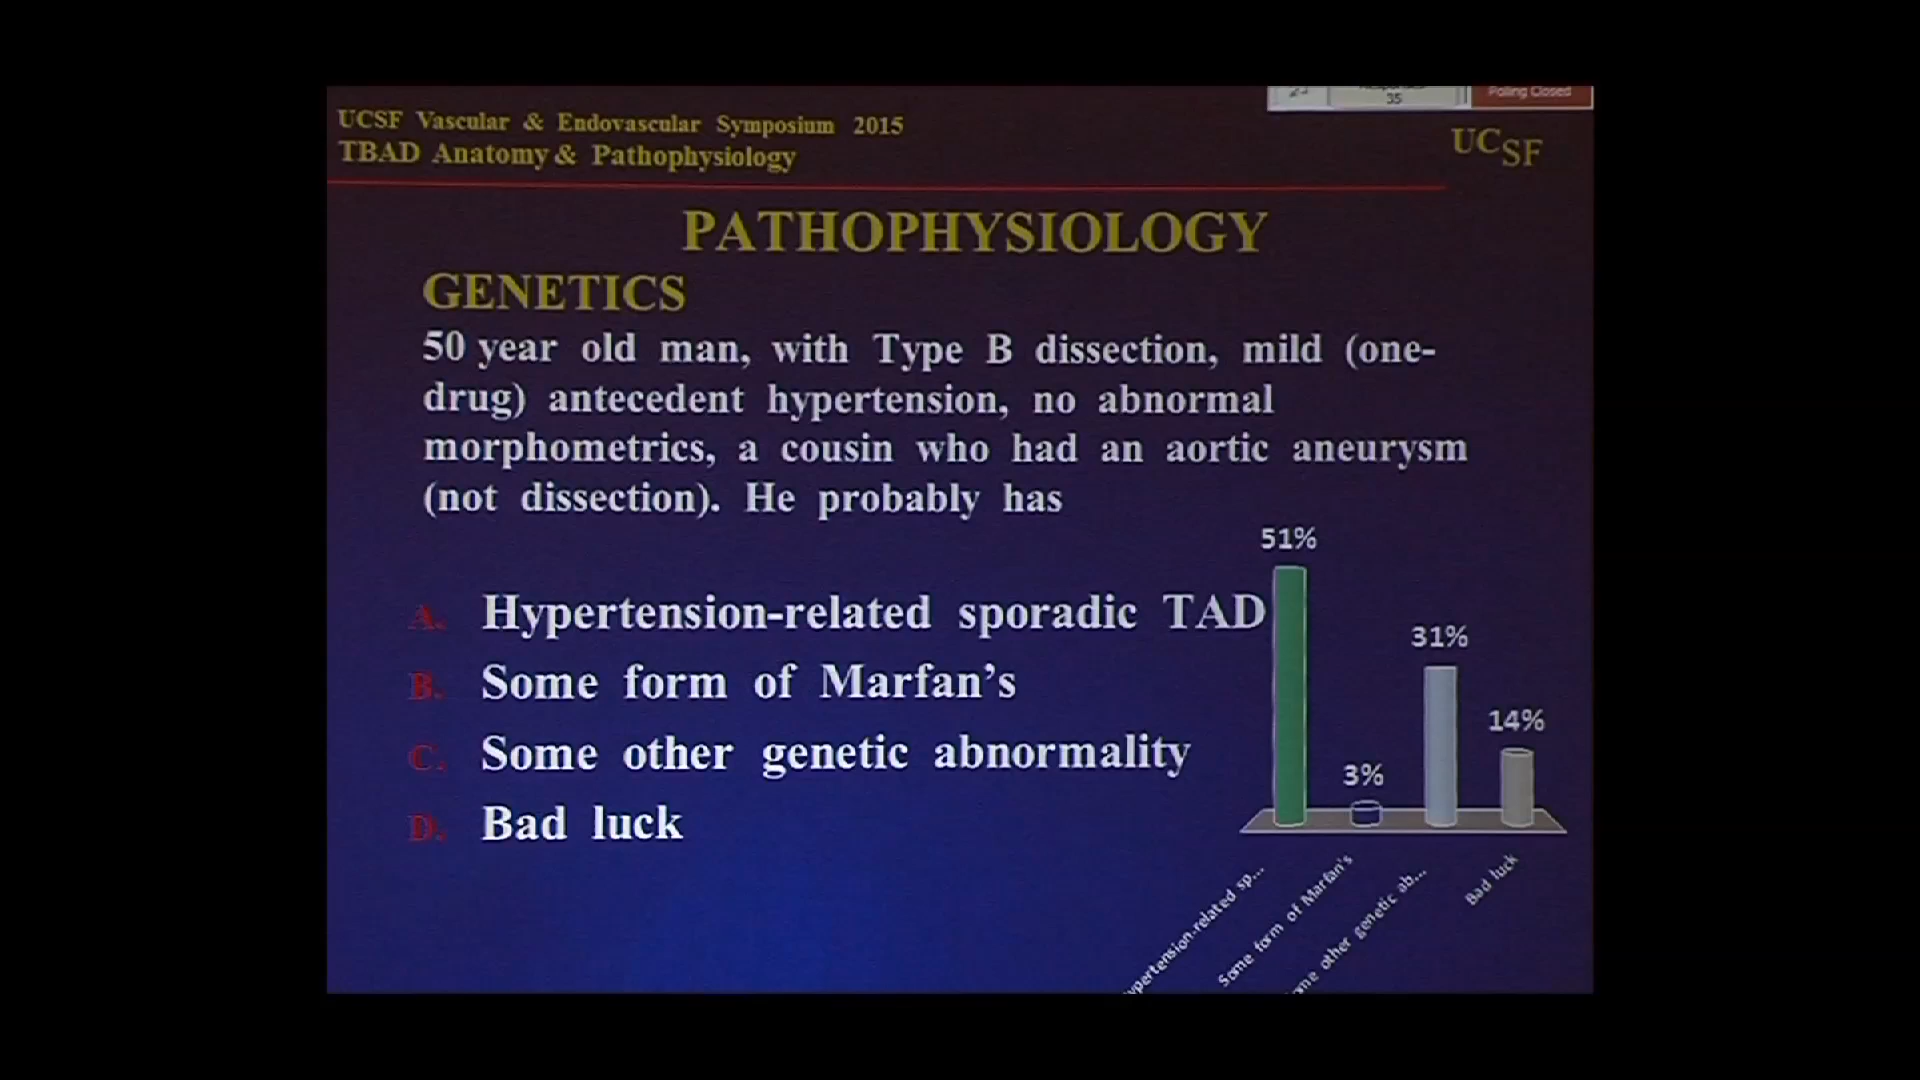 35
Polling Closed
UCSF Vascular & Endovascular Symposium 2015
TBAD Anatomy & Pathophysiology
UCSF
PATHOPHYSIOLOGY
GENETICS
50 year old man, with Type B dissection, mild (one-
drug) antecedent hypertension, no abnormal
morphometrics, a cousin who had an aortic aneurysm
(not dissection). He probably has
A. Hypertension-related sporadic TAD
B. Some form of Marfan's
C. Some other genetic abnormality
D. Bad luck
51%
3%
31%
14%
ypertension-related sp...
Some form of Marfan's
me other genetic ab...
Bad luck